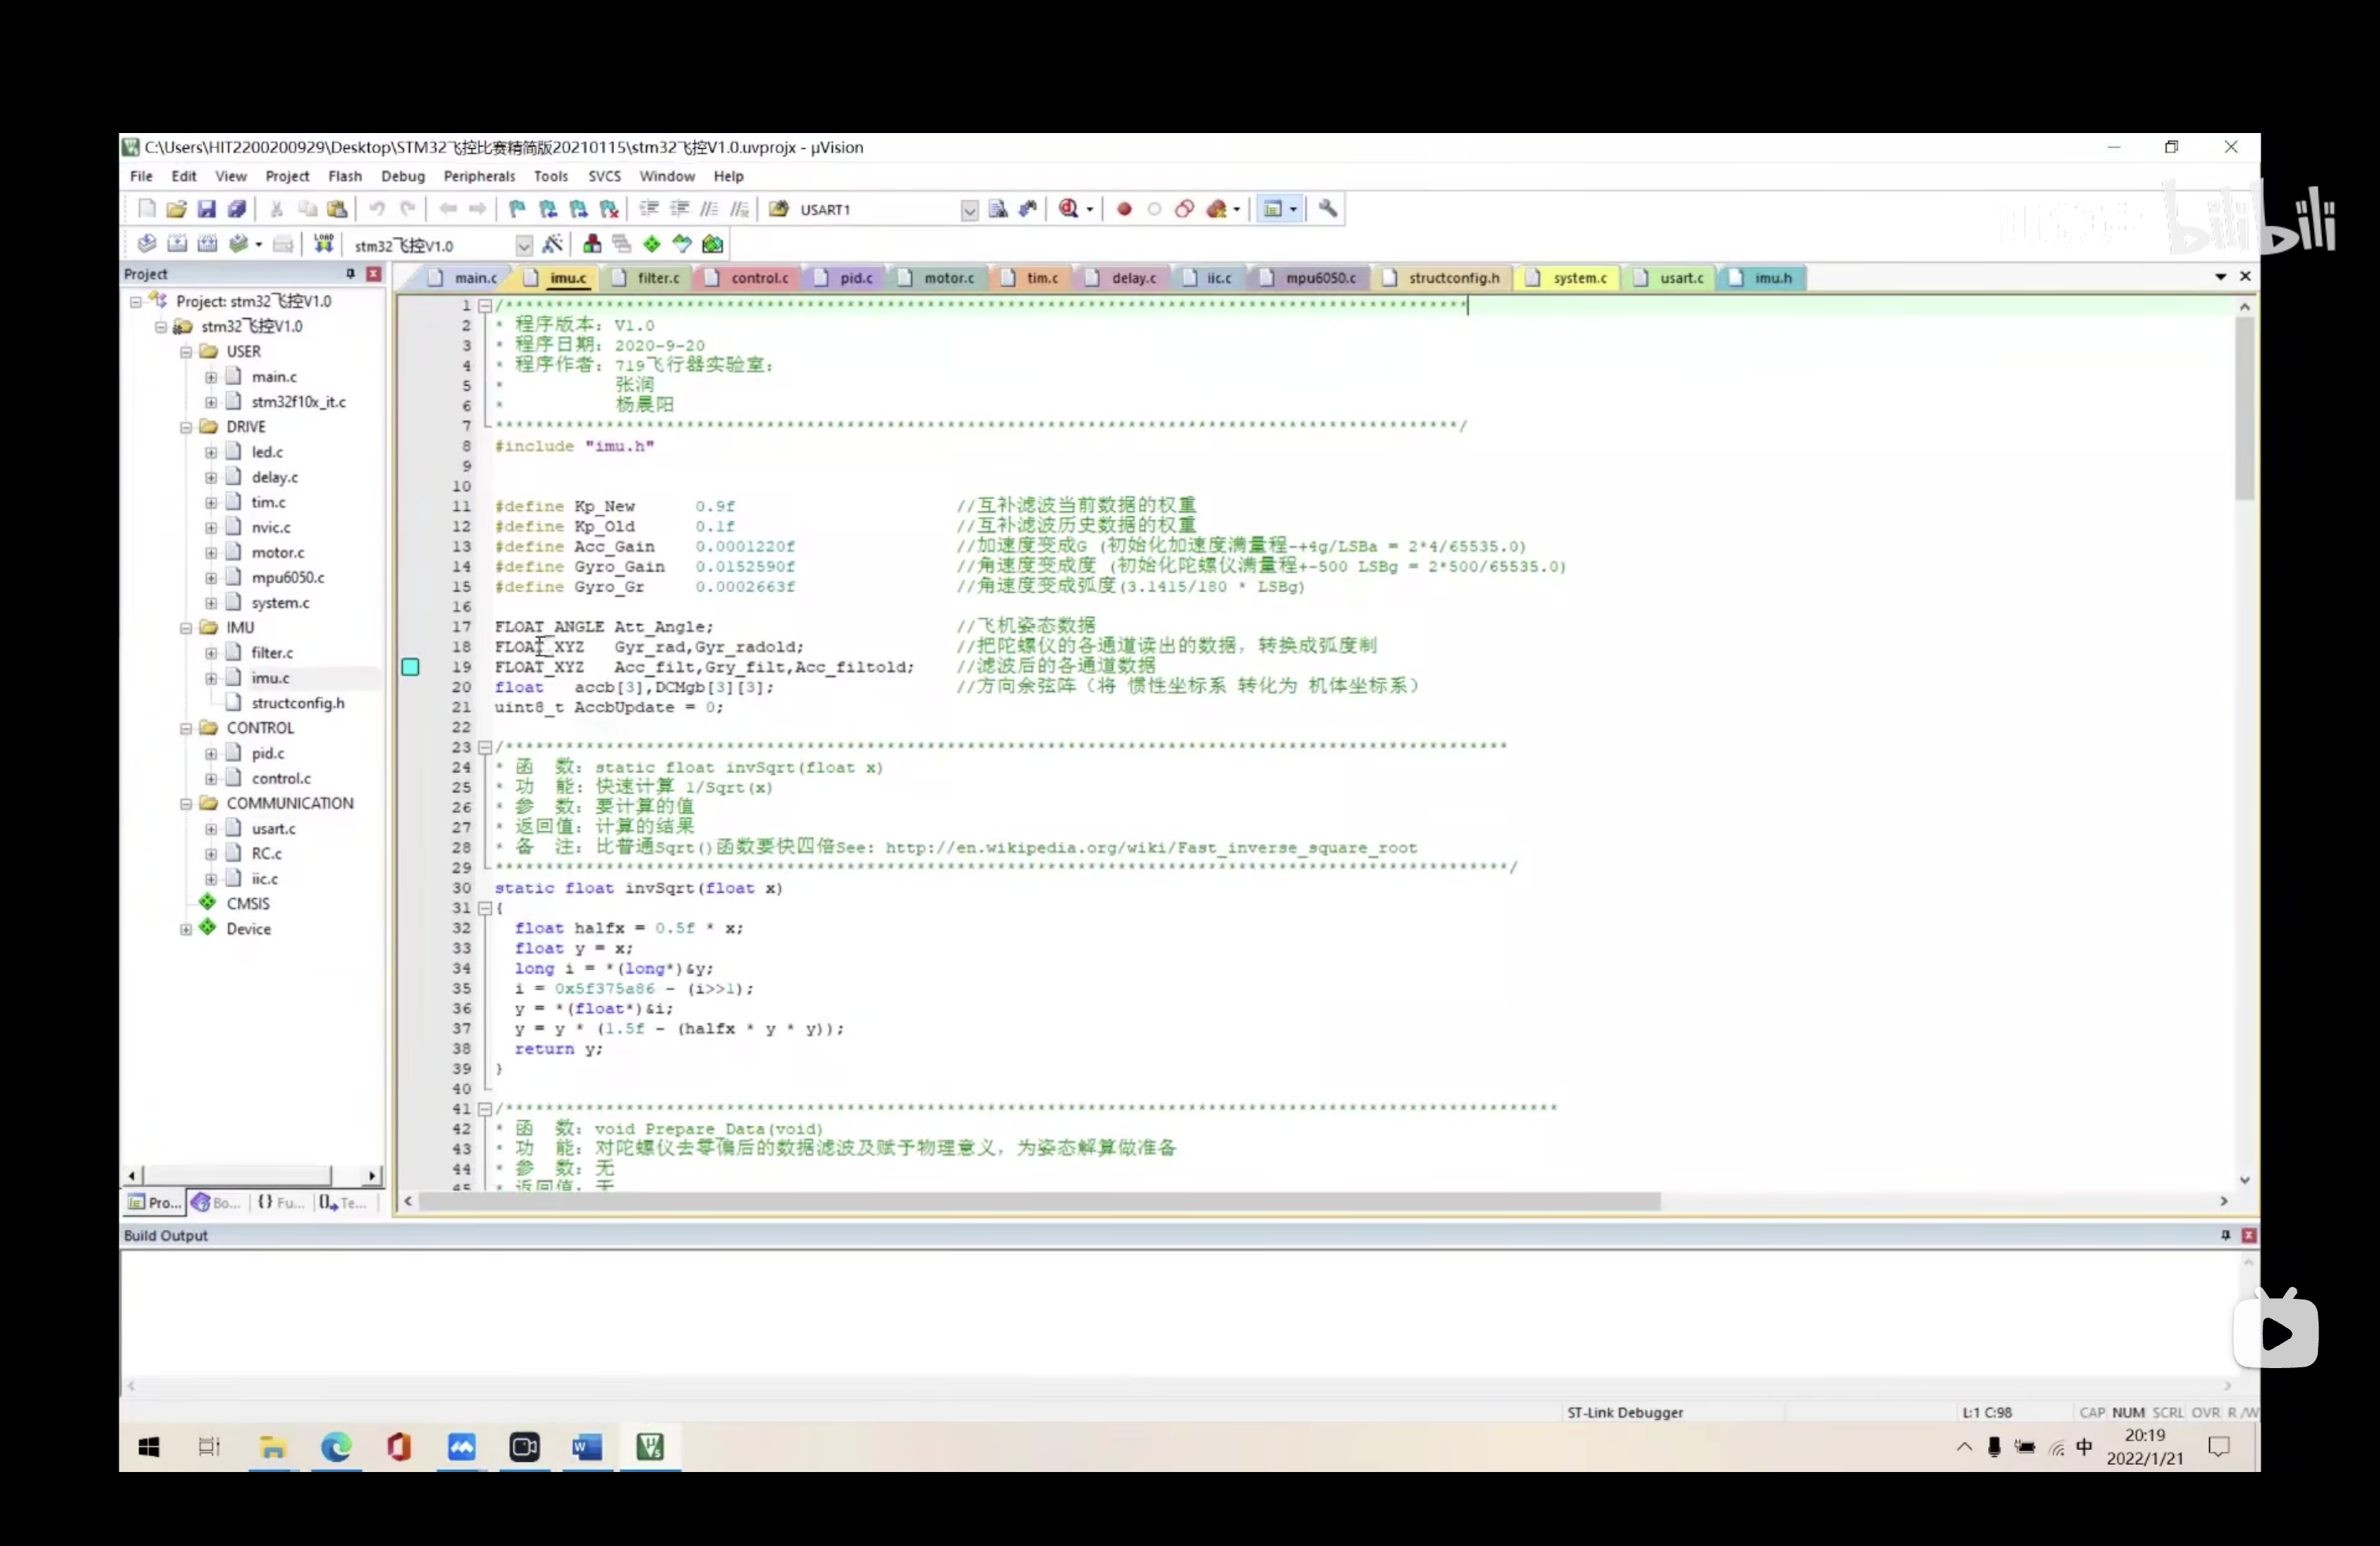 C:\Users\HIT2200200929\Desktop\STM32飞控比赛精简版20210115\stm32飞控V1.0.uvprojx - µVision
File Edit View Project Flash Debug Peripherals Tools SVCS Window Help
USART1
bilibili
LOAD stm32飞控V1.0
Project
main.c imu.c filter.c control.c pid.c motor.c tim.c delay.c iic.c mpu6050.c structconfig.h system.c usart.c imu.h
Project: stm32飞控V1.0
stm32飞控V1.0
USER
main.c
stm32f10x_it.c
DRIVE
led.c
delay.c
tim.c
nvic.c
motor.c
mpu6050.c
system.c
IMU
filter.c
imu.c
structconfig.h
CONTROL
pid.c
control.c
COMMUNICATION
usart.c
RC.c
iic.c
CMSIS
Device
Pro... Bo... {} Fu... Te...
1 /************************************************************************************************
2 * 程序版本：V1.0
3 * 程序日期：2020-9-20
4 * 程序作者：719飞行器实验室：
5 * 张润
6 * 杨晨阳
7 ************************************************************************************************/
8 #include "imu.h"
9
10
11 #define Kp_New 0.9f //互补滤波当前数据的权重
12 #define Kp_Old 0.1f //互补滤波历史数据的权重
13 #define Acc_Gain 0.0001220f //加速度变成G (初始化加速度满量程-+4g/LSBa = 2*4/65535.0)
14 #define Gyro_Gain 0.0152590f //角速度变成度 (初始化陀螺仪满量程+-500 LSBg = 2*500/65535.0)
15 #define Gyro_Gr 0.0002663f //角速度变成弧度(3.1415/180 * LSBg)
16
17 FLOAT_ANGLE Att_Angle; //飞机姿态数据
18 FLOAT_XYZ Gyr_rad,Gyr_radold; //把陀螺仪的各通道读出的数据，转换成弧度制
19 FLOAT_XYZ Acc_filt,Gry_filt,Acc_filtold; //滤波后的各通道数据
20 float accb[3],DCMgb[3][3]; //方向余弦阵（将 惯性坐标系 转化为 机体坐标系）
21 uint8_t AccbUpdate = 0;
22
23 /****************************************************************************************************
24 * 函 数：static float invSqrt(float x)
25 * 功 能：快速计算 1/Sqrt(x)
26 * 参 数：要计算的值
27 * 返回值：计算的结果
28 * 备 注：比普通Sqrt()函数要快四倍See: http://en.wikipedia.org/wiki/Fast_inverse_square_root
29 *****************************************************************************************************/
30 static float invSqrt(float x)
31 {
32 float halfx = 0.5f * x;
33 float y = x;
34 long i = *(long*)&y;
35 i = 0x5f375a86 - (i>>1);
36 y = *(float*)&i;
37 y = y * (1.5f - (halfx * y * y));
38 return y;
39 }
40
41 /*********************************************************************************************************
42 * 函 数：void Prepare_Data(void)
43 * 功 能：对陀螺仪去零偏后的数据滤波及赋予物理意义，为姿态解算做准备
44 * 参 数：无
45 * 返回值：无
Build Output
ST-Link Debugger L:1 C:98 CAP NUM SCRL OVR R/W
中
20:19
2022/1/21